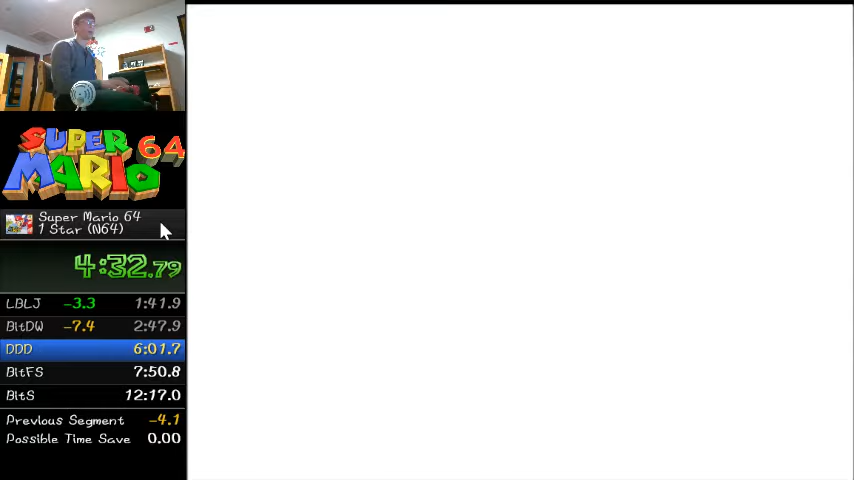 SUPER
MARIO 64
Super Mario 64
1 Star (N64)
4:32.79
LBLJ -3.3 1:41.9
BitDW -7.4 2:47.9
DDD 6:01.7
BitFS 7:50.8
BitS 12:17.0
Previous Segment -4.1
Possible Time Save 0.00